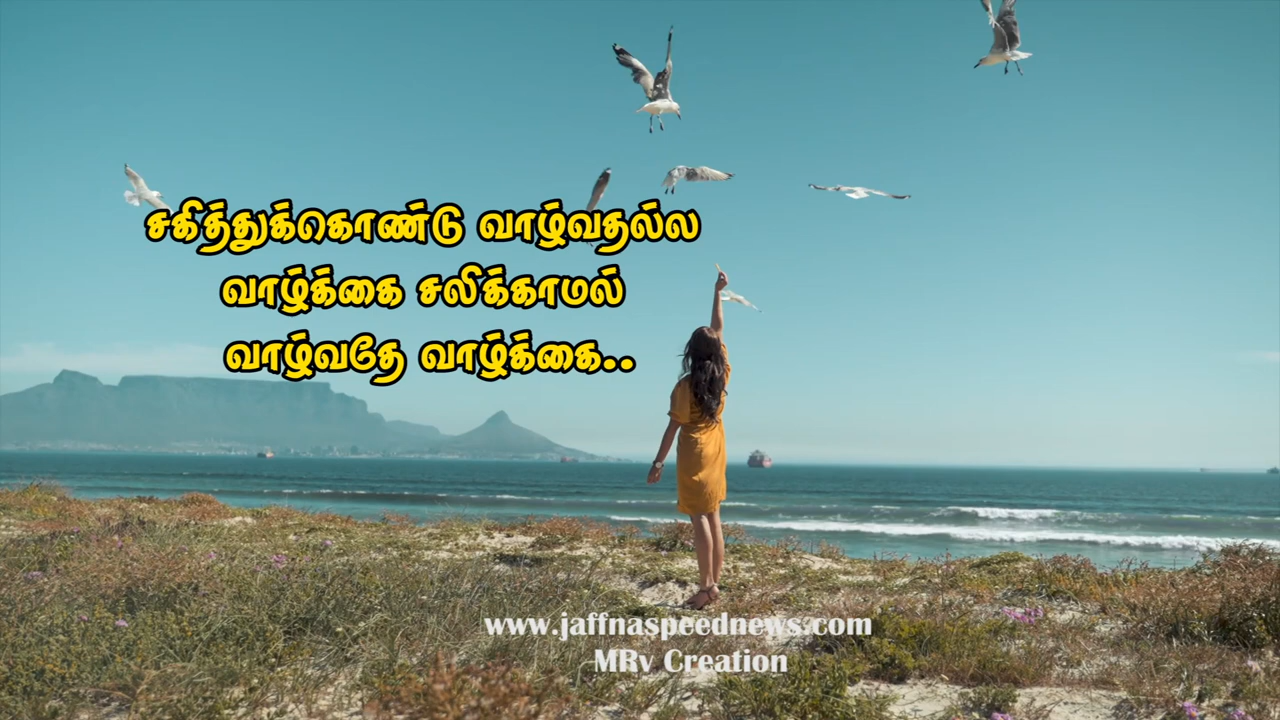 சகித்துக்கொண்டு வாழ்வதல்ல
வாழ்க்கை சலிக்காமல்
வாழ்வதே வாழ்க்கை..
www.jaffnaspeednews.com
MRv Creation